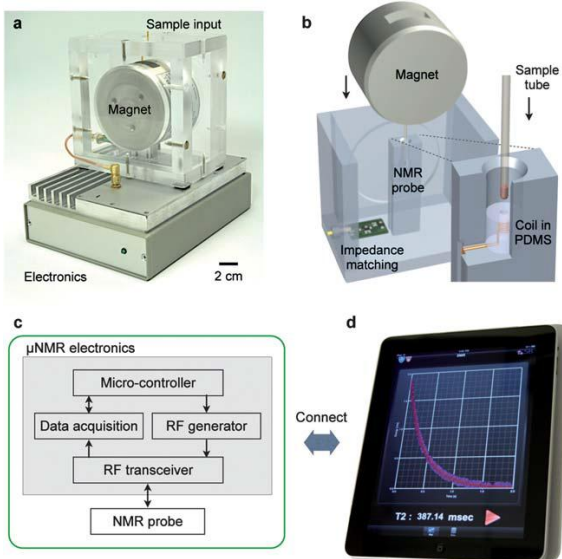 a
Sample input
Magnet
Electronics
2 cm
b
Magnet
Sample
tube
NMR
probe
Coil in
PDMS
Impedance
matching
c
µNMR electronics
Micro-controller
Data acquisition
RF generator
RF transceiver
NMR probe
Connect
d
T2 : 387.14 msec